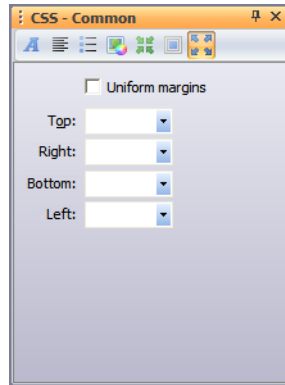 CSS - Common
Uniform margins
Top:
Right:
Bottom:
Left: